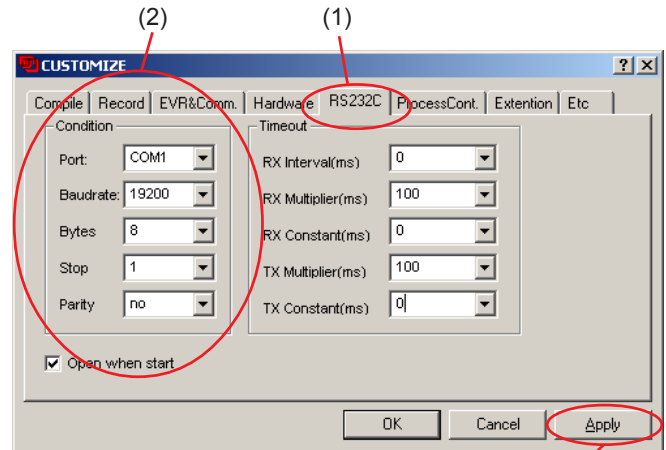 (2) (1)
CUSTOMIZE ? x
Compile Record EVR&Comm. Hardware RS232C ProcessCont. Extention Etc
Condition Timeout
Port: COM1 RX Interval(ms) 0
Baudrate: 19200 RX Multiplier(ms) 100
Bytes 8 RX Constant(ms) 0
Stop 1 TX Multiplier(ms) 100
Parity no TX Constant(ms) 0
Open when start
OK Cancel Apply